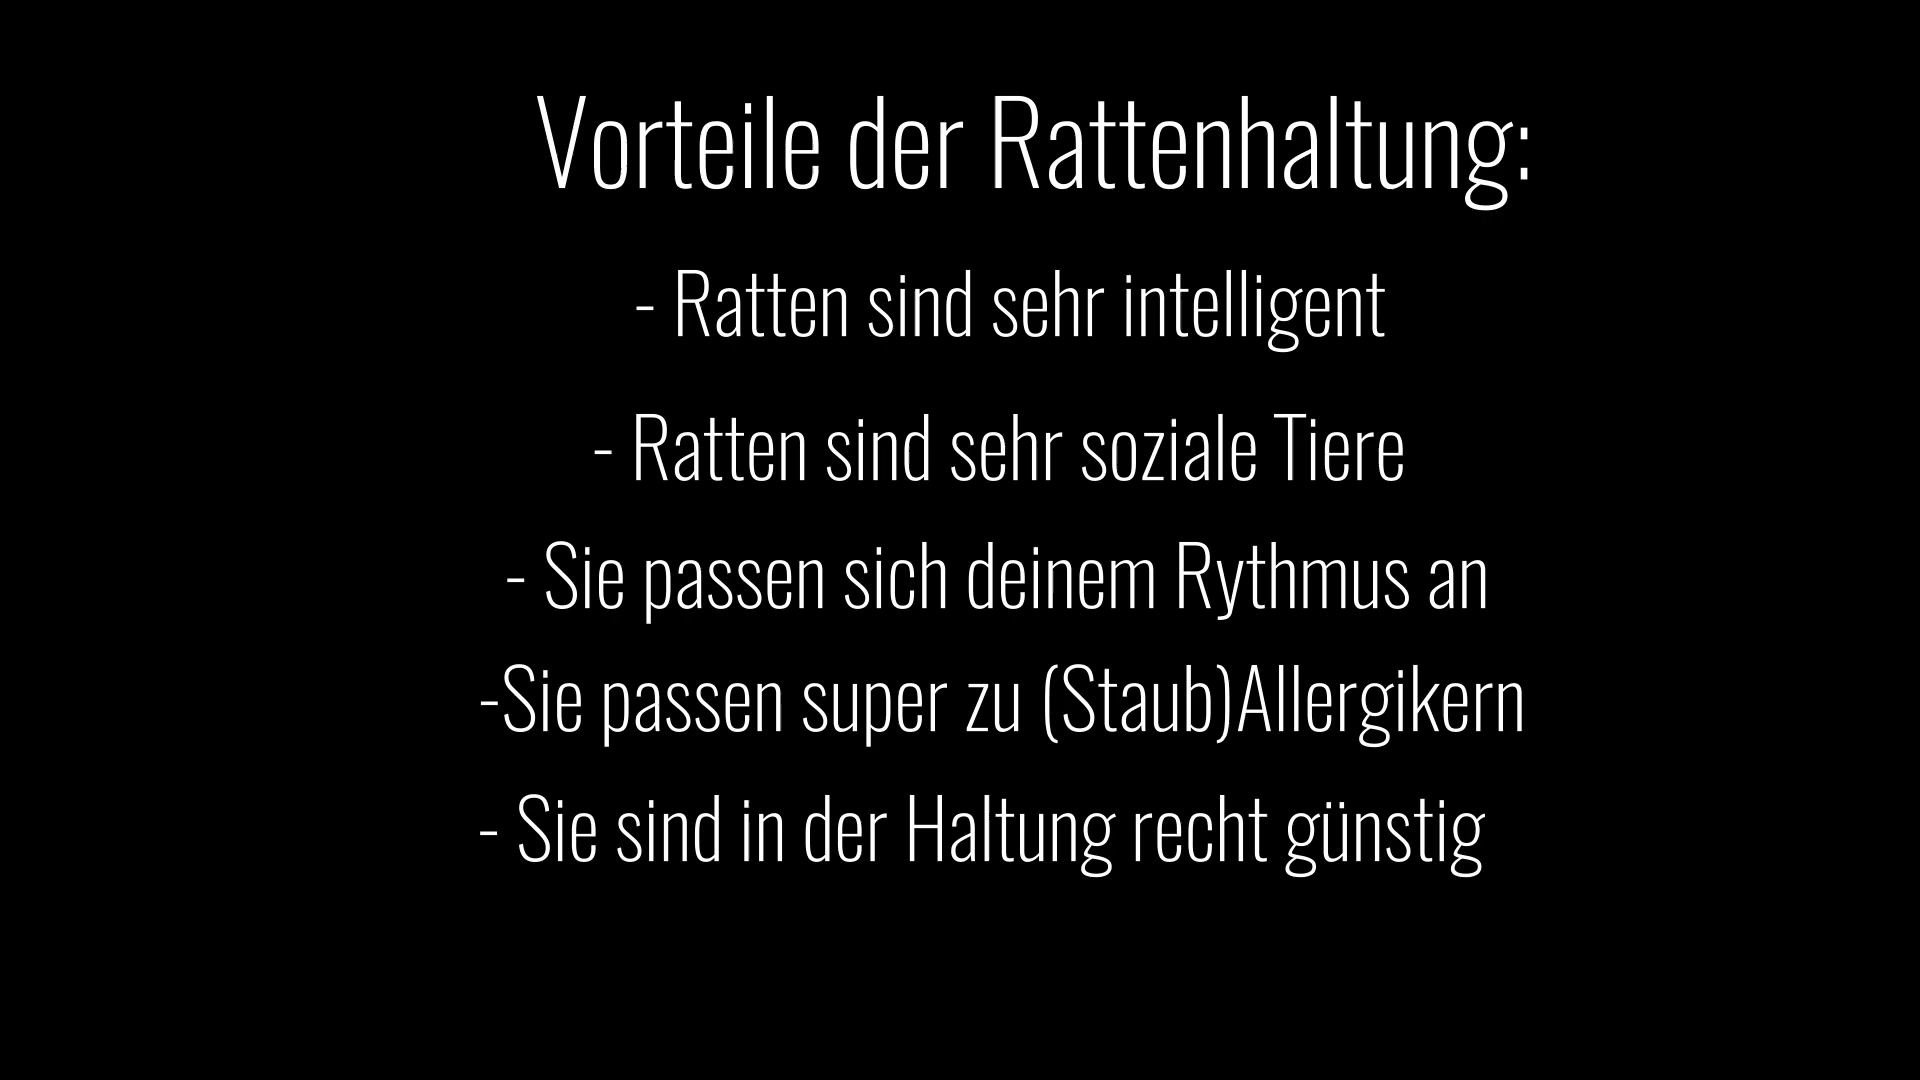 Vorteile der Rattenhaltung:
- Ratten sind sehr intelligent
- Ratten sind sehr soziale Tiere
- Sie passen sich deinem Rythmus an
-Sie passen super zu (Staub)Allergikern
- Sie sind in der Haltung recht günstig